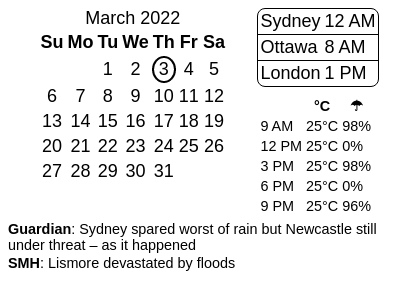 March 2022
Su Mo Tu We Th Fr Sa
1 2 3 4 5
6 7 8 9 10 11 12
13 14 15 16 17 18 19
20 21 22 23 24 25 26
27 28 29 30 31
Sydney 12 AM
Ottawa 8 AM
London 1 PM
°C ☂
9 AM 25°C 98%
12 PM 25°C 0%
3 PM 25°C 98%
6 PM 25°C 0%
9 PM 25°C 96%
Guardian: Sydney spared worst of rain but Newcastle still
under threat – as it happened
SMH: Lismore devastated by floods